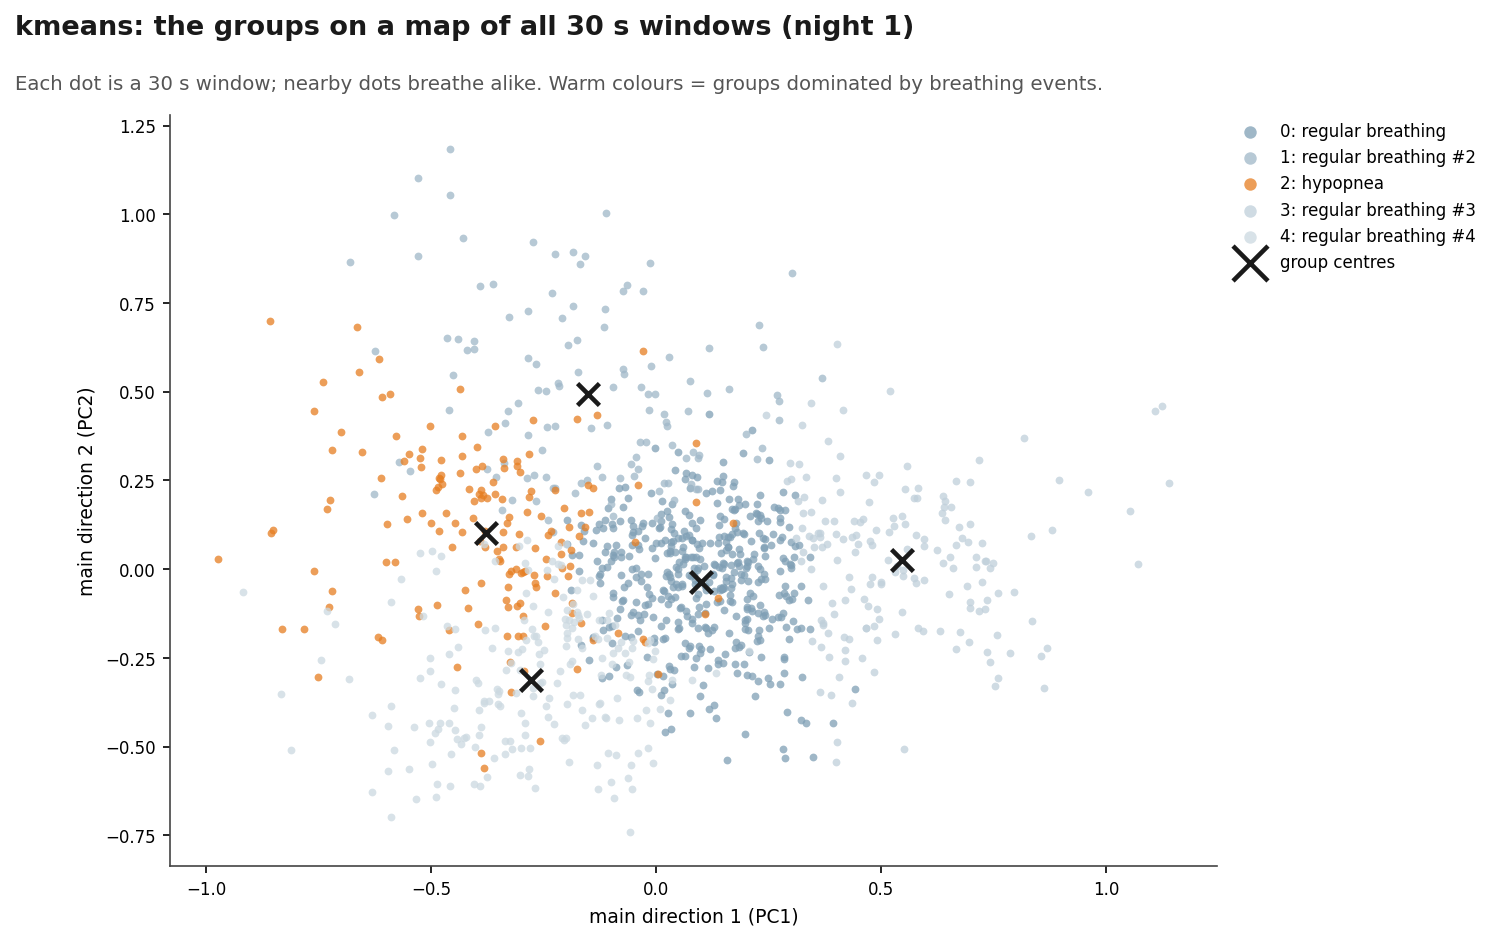 kmeans: the groups on a map of all 30 s windows (night 1)
Each dot is a 30 s window; nearby dots breathe alike. Warm colours = groups dominated by breathing events.
0: regular breathing
1: regular breathing #2
2: hypopnea
3: regular breathing #3
4: regular breathing #4
group centres
main direction 2 (PC2)
1.25
1.00
0.75
0.50
0.25
0.00
−0.25
−0.50
−0.75
−1.0
−0.5
0.0
0.5
1.0
main direction 1 (PC1)